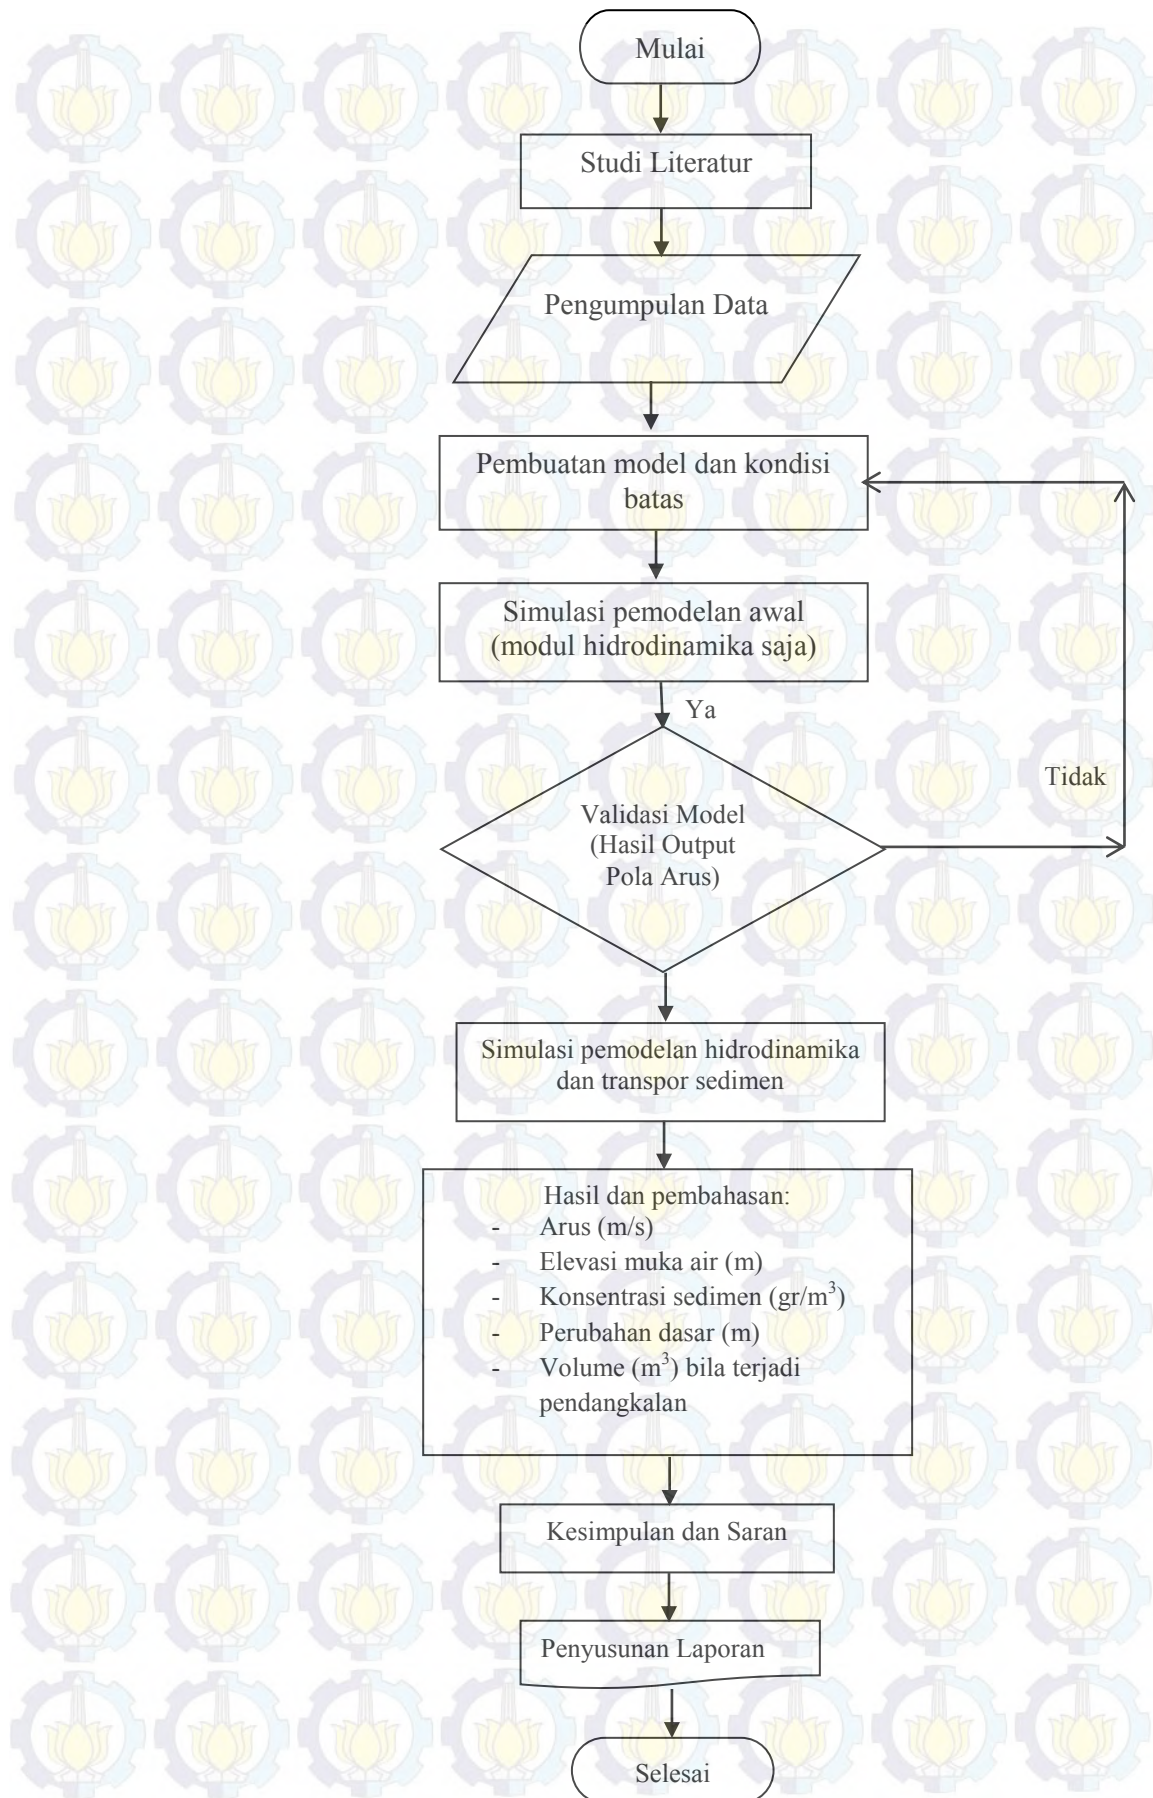 Mulai
Studi Literatur
Pengumpulan Data
Pembuatan model dan kondisi
batas
Simulasi pemodelan awal
(modul hidrodinamika saja)
Ya
Tidak
Validasi Model
(Hasil Output
Pola Arus)
Simulasi pemodelan hidrodinamika
dan transpor sedimen
Hasil dan pembahasan:
- Arus (m/s)
- Elevasi muka air (m)
- Konsentrasi sedimen (gr/m³)
- Perubahan dasar (m)
- Volume (m³) bila terjadi
pendangkalan
Kesimpulan dan Saran
Penyusunan Laporan
Selesai